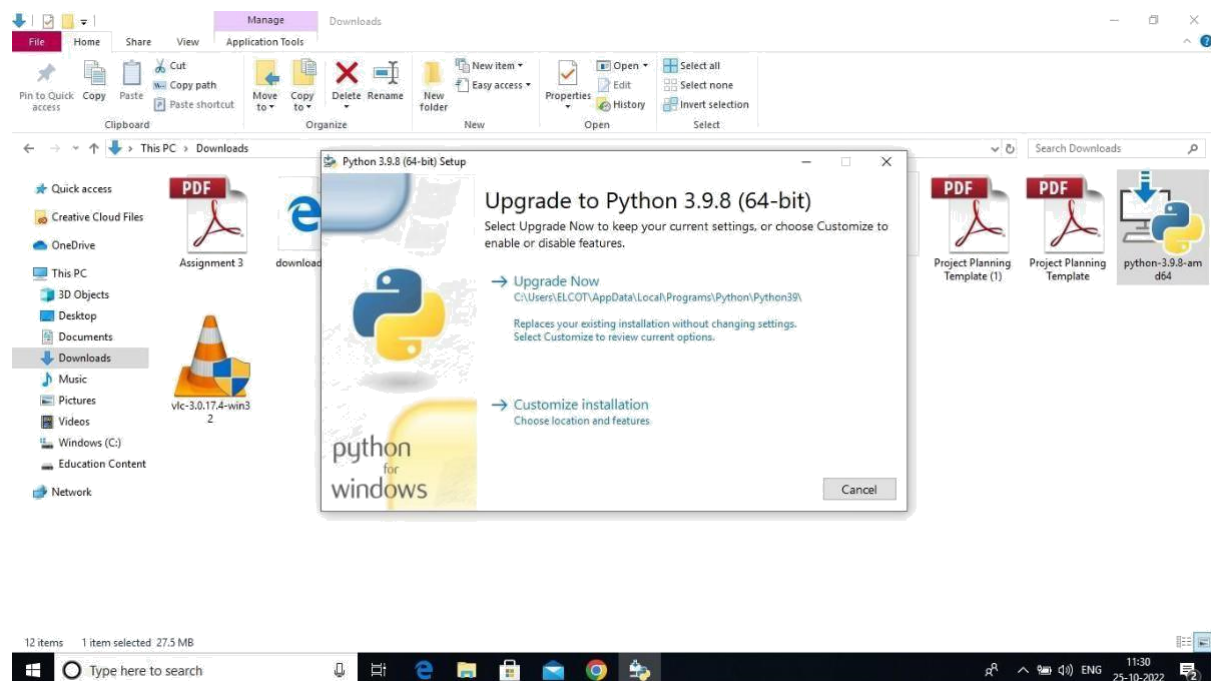 Manage
Downloads
File Home Share View Application Tools
Pin to Quick access
Copy
Paste
Cut
Copy path
Paste shortcut
Move to
Copy to
Delete
Rename
New folder
New item
Easy access
Properties
Open
Edit
History
Select all
Select none
Invert selection
Clipboard
Organize
New
Open
Select
This PC > Downloads
Search Downloads
Quick access
Creative Cloud Files
OneDrive
This PC
3D Objects
Desktop
Documents
Downloads
Music
Pictures
Videos
Windows (C:)
Education Content
Network
PDF
Assignment 3
download
vlc-3.0.17.4-win3
2
Python 3.9.8 (64-bit) Setup
Upgrade to Python 3.9.8 (64-bit)
Select Upgrade Now to keep your current settings, or choose Customize to
enable or disable features.
Upgrade Now
C:\Users\ELCOT\AppData\Local\Programs\Python\Python39\
Replaces your existing installation without changing settings.
Select Customize to review current options.
Customize installation
Choose location and features
python
for
windows
Cancel
PDF
Project Planning
Template (1)
PDF
Project Planning
Template
python-3.9.8-am
d64
12 items 1 item selected 27.5 MB
Type here to search
ENG
11:30
25-10-2022
2